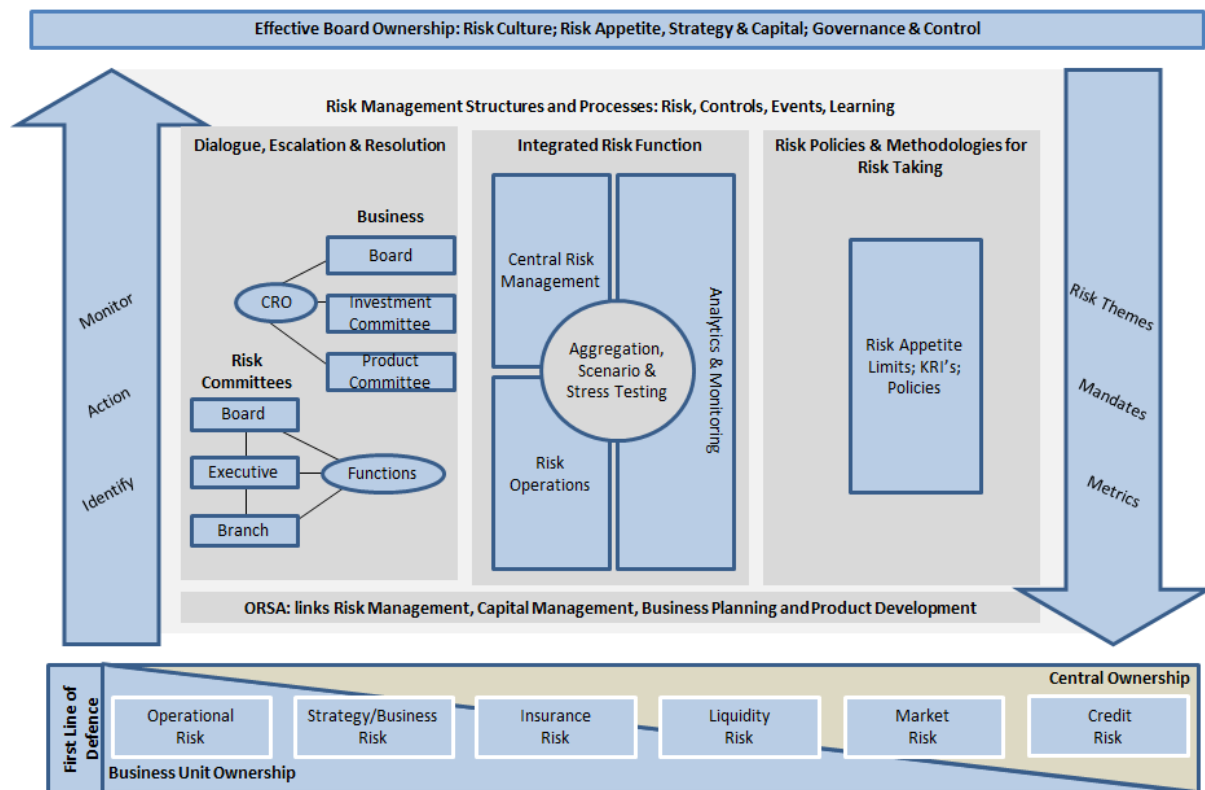 Effective Board Ownership: Risk Culture; Risk Appetite, Strategy & Capital; Governance & Control
Risk Management Structures and Processes: Risk, Controls, Events, Learning
Monitor
Action
Identify
Dialogue, Escalation & Resolution
Business
Board
CRO
Investment
Committee
Product
Committee
Risk
Committees
Board
Executive
Functions
Branch
Integrated Risk Function
Central Risk
Management
Analytics & Monitoring
Aggregation,
Scenario &
Stress Testing
Risk
Operations
Risk Policies & Methodologies for
Risk Taking
Risk Appetite
Limits; KRI's;
Policies
Risk Themes
Mandates
Metrics
ORSA: links Risk Management, Capital Management, Business Planning and Product Development
First Line of
Defence
Central Ownership
Operational
Risk
Strategy/Business
Risk
Insurance
Risk
Liquidity
Risk
Market
Risk
Credit
Risk
Business Unit Ownership